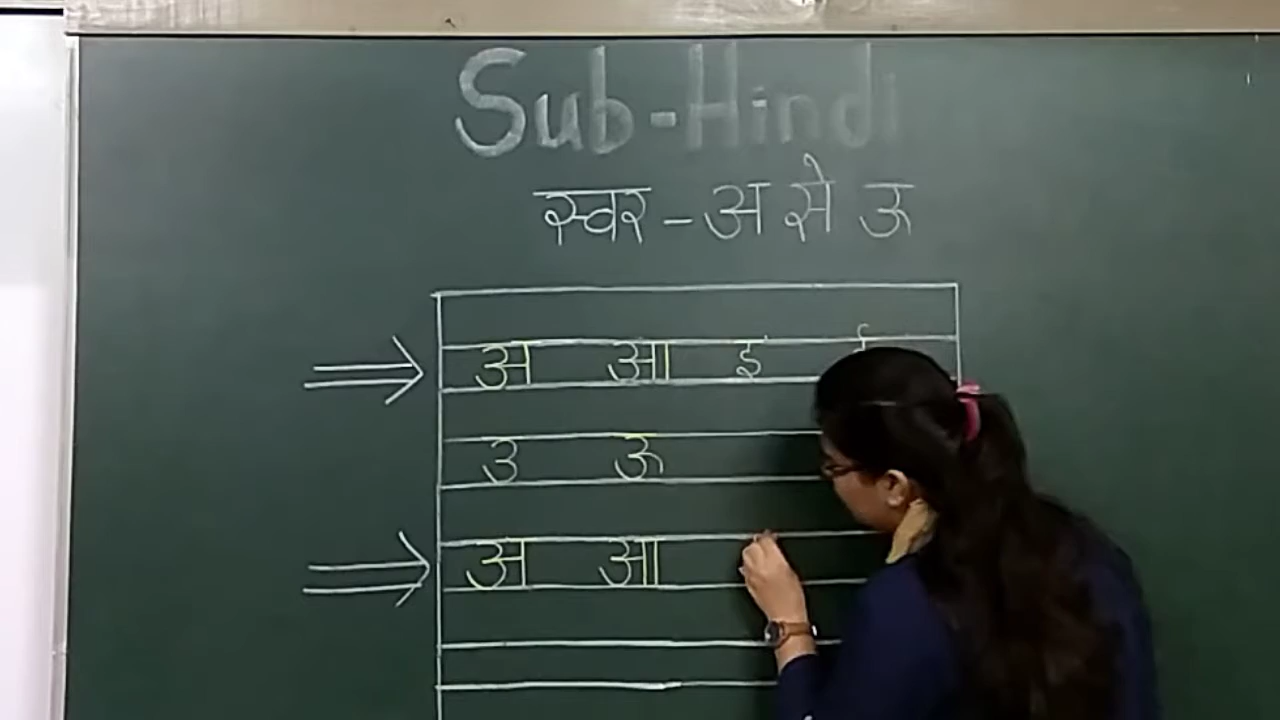 Sub-Hindi
स्वर - अ से ऊ
अ आ इ
उ ऊ
अ आ